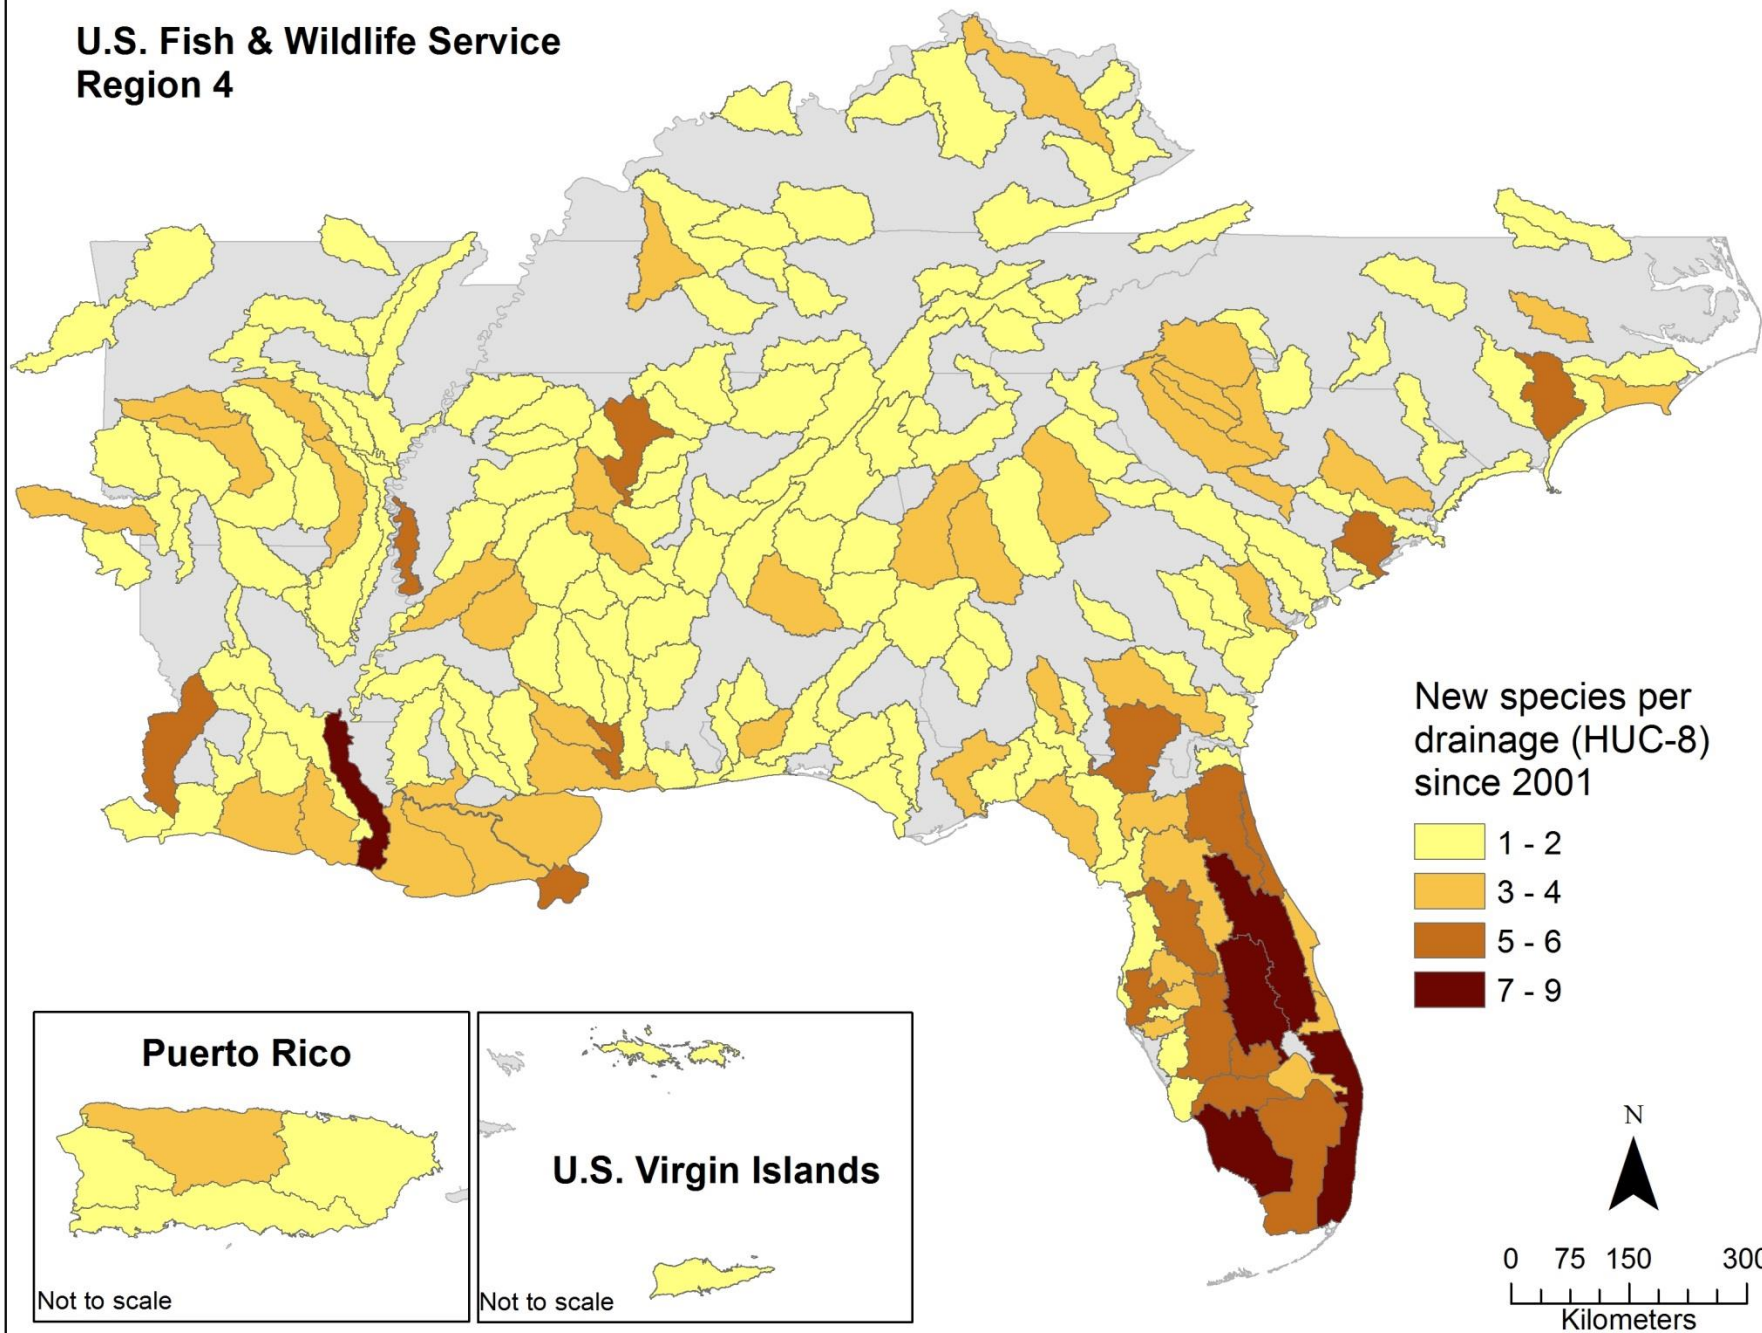 U.S. Fish & Wildlife Service
Region 4
New species per
drainage (HUC-8)
since 2001
1 - 2
3 - 4
5 - 6
7 - 9
Puerto Rico
Not to scale
U.S. Virgin Islands
Not to scale
N
0 75 150 300
Kilometers